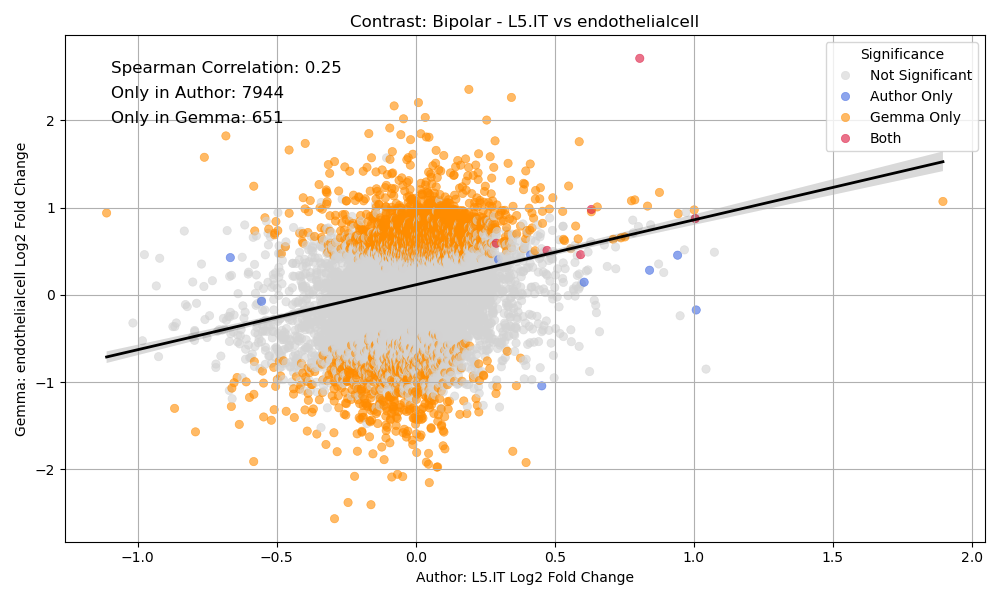 Contrast: Bipolar - L5.IT vs endothelialcell
Spearman Correlation: 0.25
Only in Author: 7944
Only in Gemma: 651
Significance
Not Significant
Author Only
Gemma Only
Both
Gemma: endothelialcell Log2 Fold Change
2
1
0
−1
−2
−1.0
−0.5
0.0
0.5
1.0
1.5
2.0
Author: L5.IT Log2 Fold Change